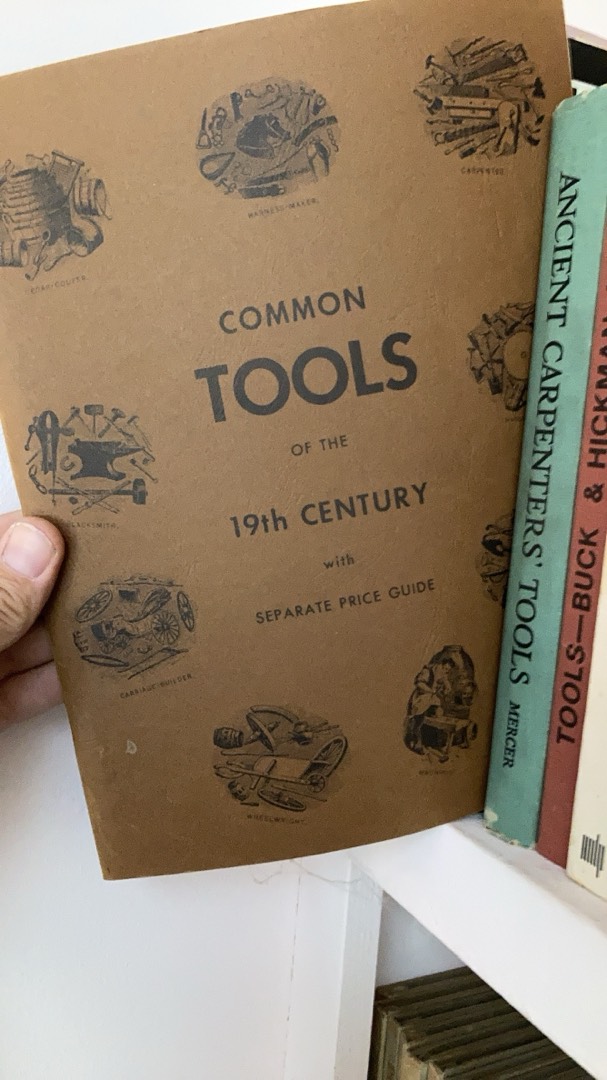 HARNESS-MAKER.
CARPENTER
COMMON
TOOLS
OF THE
19th CENTURY
with
SEPARATE PRICE GUIDE
BLACKSMITH.
CARRIAGE-BUILDER.
WHEELWRIGHT.
ANCIENT CARPENTERS' TOOLS MERCER
TOOLS—BUCK & HICKMAN